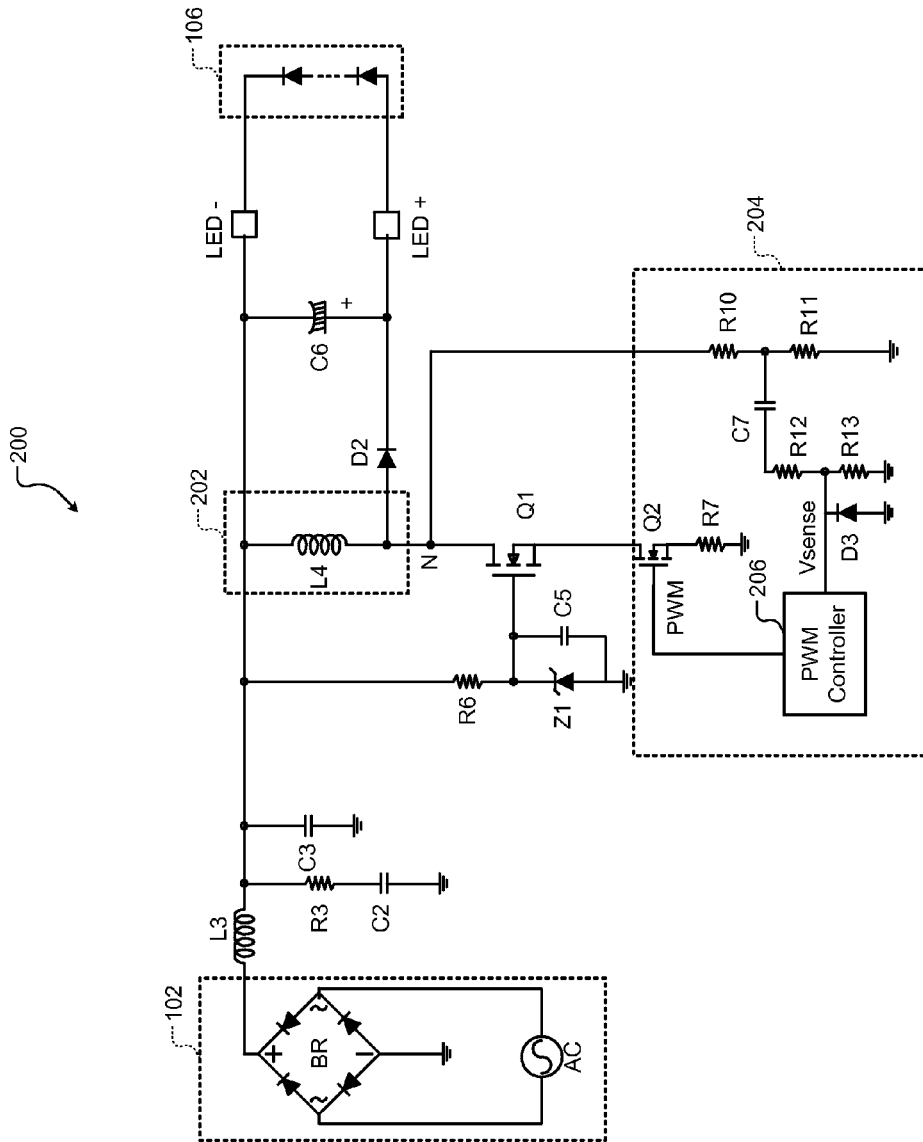 200
102
BR
+
~
~
−
AC
L3
R3
C2
C3
R6
Z1
C5
202
L4
N
Q1
D2
C6
+
LED -
LED +
106
204
Q2
PWM
R7
206
PWM
Controller
Vsense
D3
C7
R12
R13
R10
R11